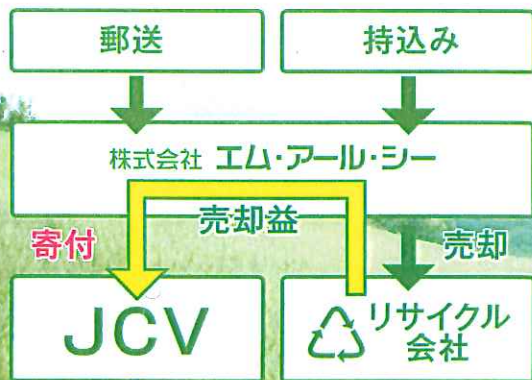 郵送
持込み
株式会社 エム・アール・シー
売却益
寄付
売却
JCV
リサイクル
会社